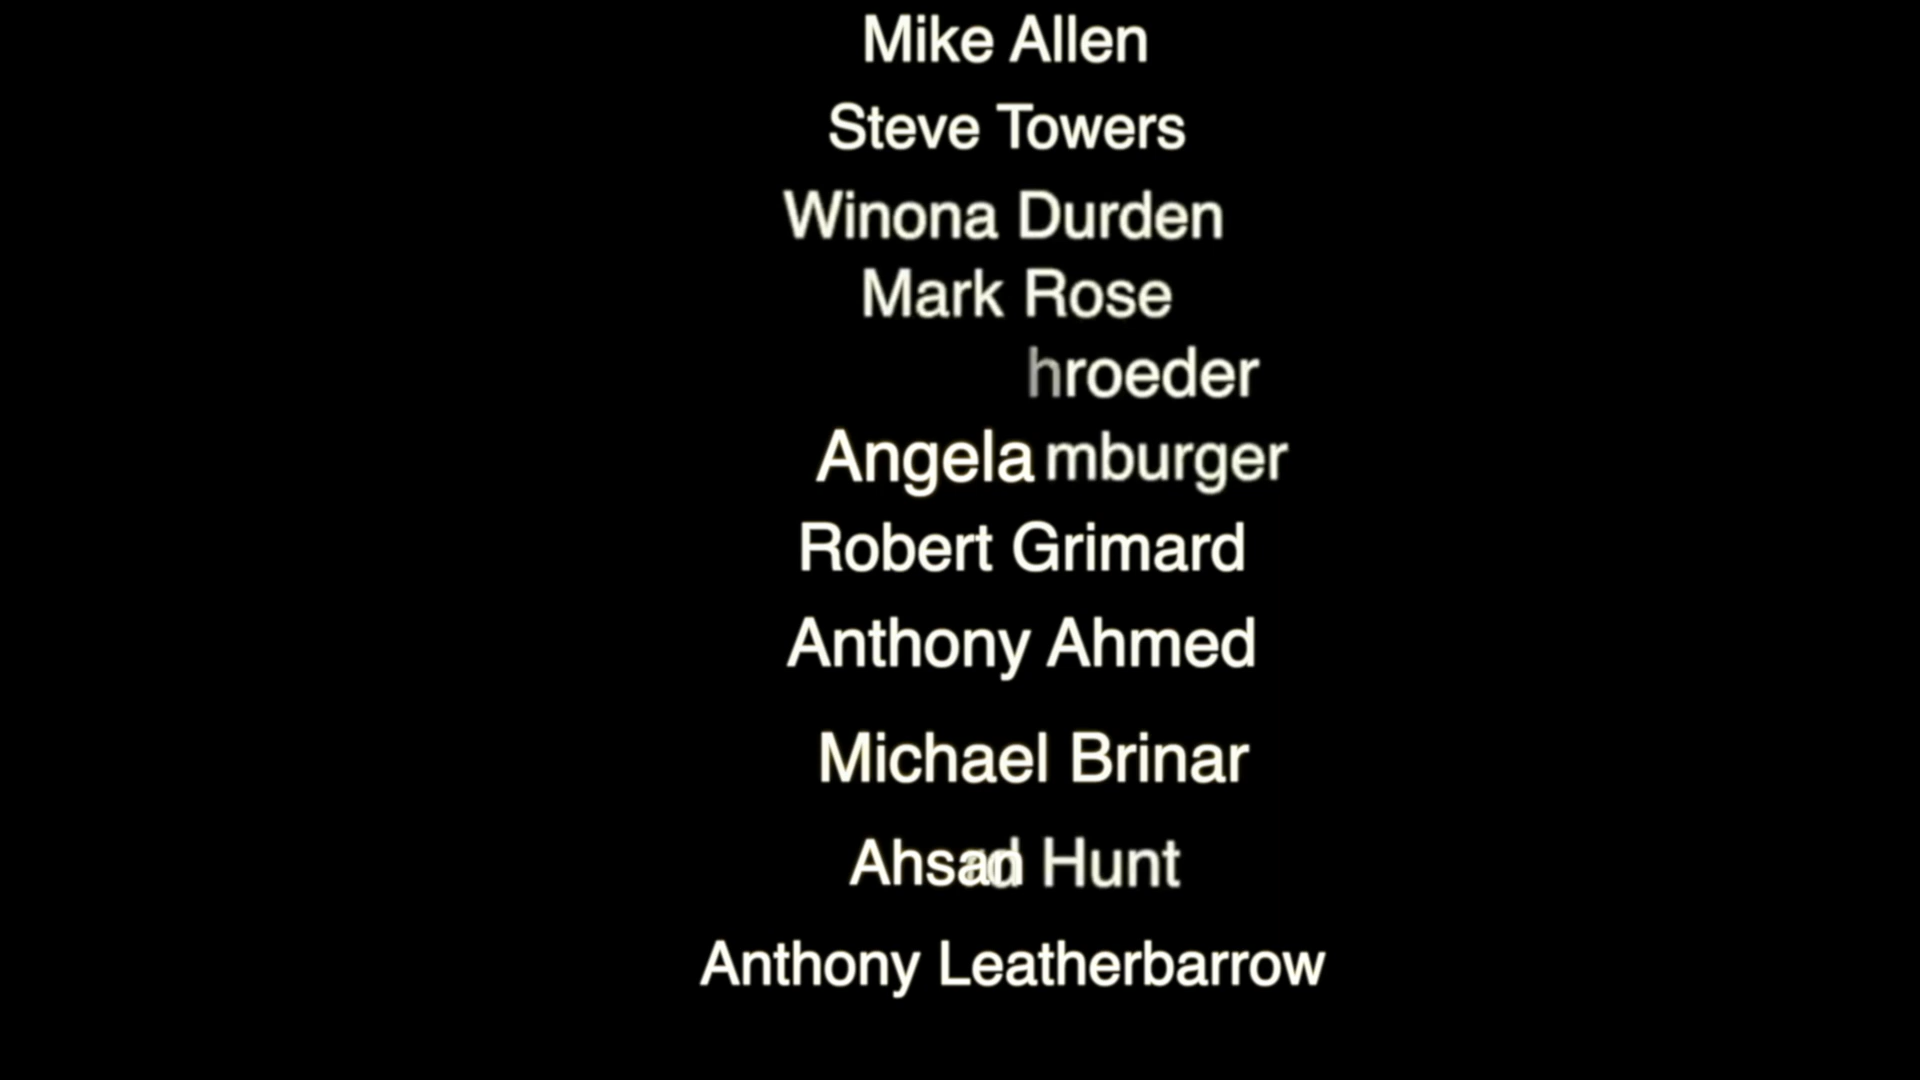 Mike Allen
Steve Towers
Winona Durden
Mark Rose
hroeder
Angela mburger
Robert Grimard
Anthony Ahmed
Michael Brinar
Hunt
Anthony Leatherbarrow